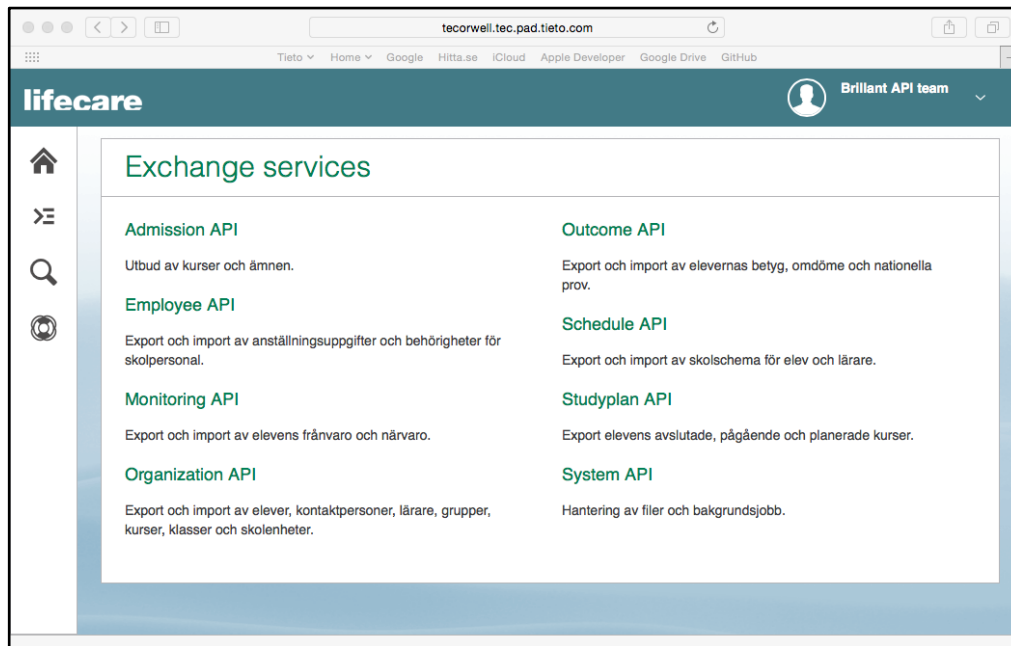 tecorwell.tec.pad.tieto.com
Tieto Home Google Hitta.se iCloud Apple Developer Google Drive GitHub
lifecare
Brillant API team
Exchange services
Admission API
Utbud av kurser och ämnen.
Employee API
Export och import av anställningsuppgifter och behörigheter för
skolpersonal.
Monitoring API
Export och import av elevens frånvaro och närvaro.
Organization API
Export och import av elever, kontaktpersoner, lärare, grupper,
kurser, klasser och skolenheter.
Outcome API
Export och import av elevernas betyg, omdöme och nationella
prov.
Schedule API
Export och import av skolschema för elev och lärare.
Studyplan API
Export elevens avslutade, pågående och planerade kurser.
System API
Hantering av filer och bakgrundsjobb.